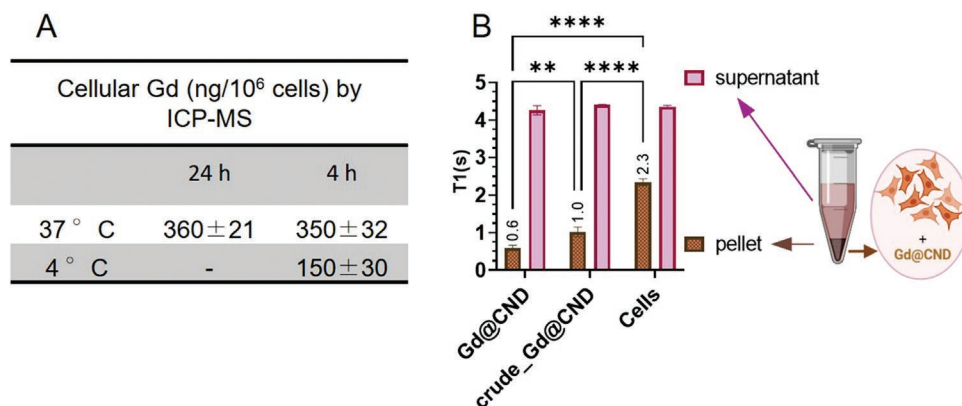 A
Cellular Gd (ng/10⁶ cells) by
ICP-MS
24 h 4 h
37 ° C 360±21 350±32
4 ° C - 150±30
B
****
** ****
T1(s)
5
4
3
2
1
0
0.6
1.0
2.3
Gd@CND
crude_Gd@CND
Cells
supernatant
pellet
+
Gd@CND